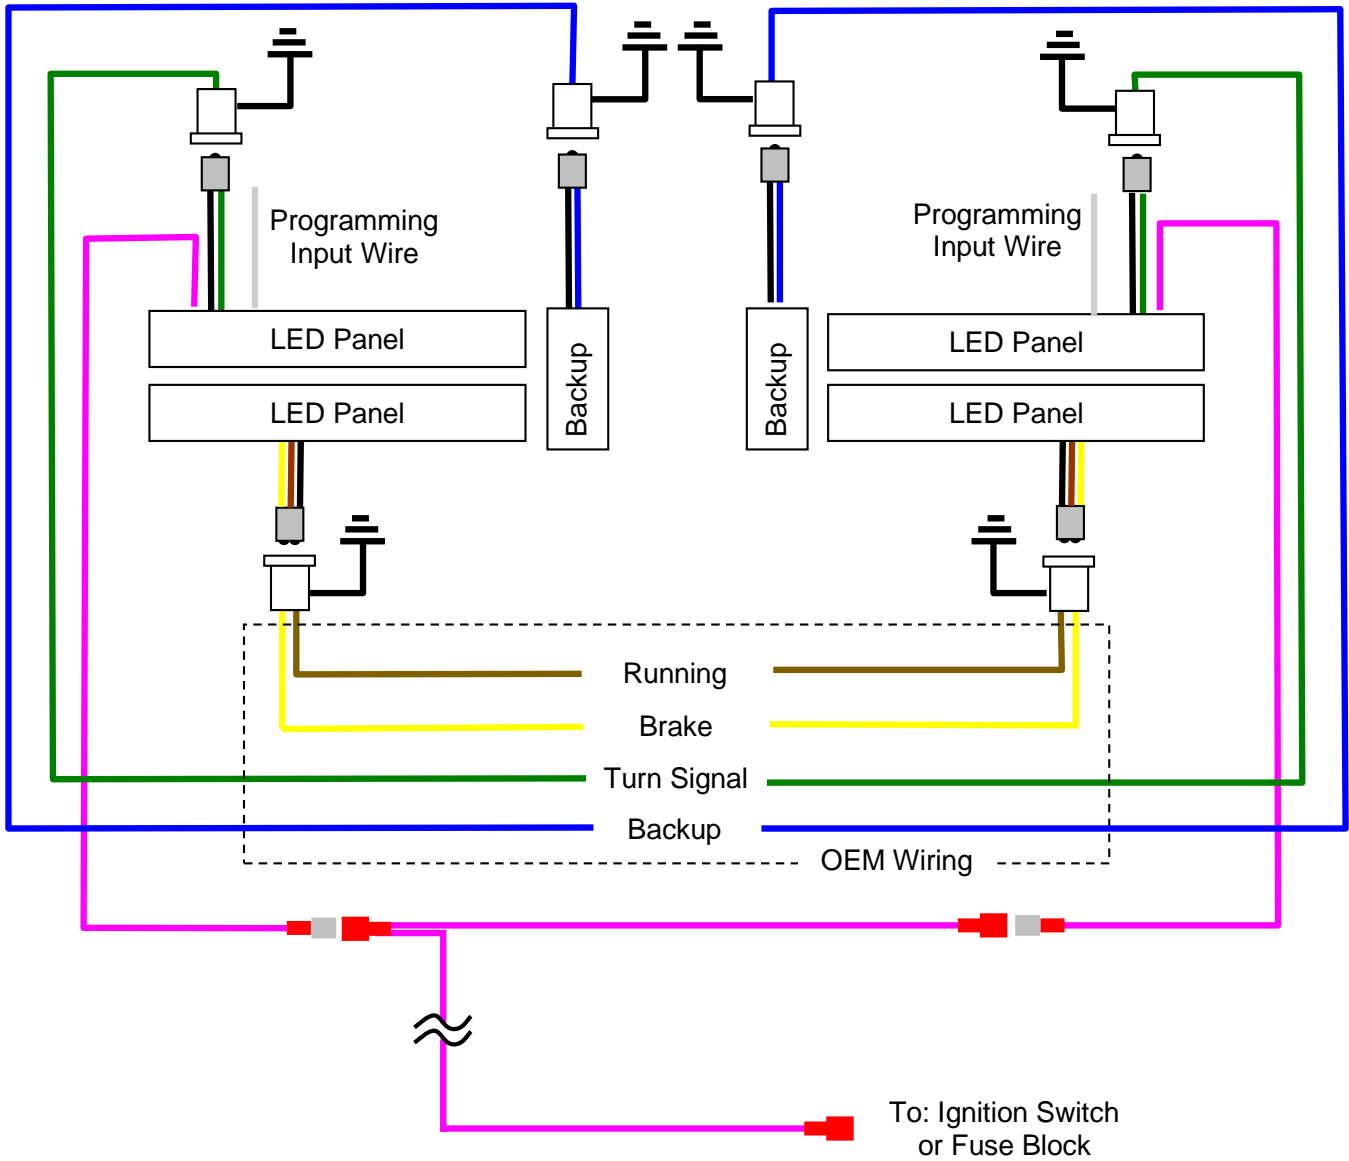 Programming
Input Wire
Programming
Input Wire
LED Panel
LED Panel
Backup
Backup
LED Panel
LED Panel
Running
Brake
Turn Signal
Backup
OEM Wiring
To: Ignition Switch
or Fuse Block